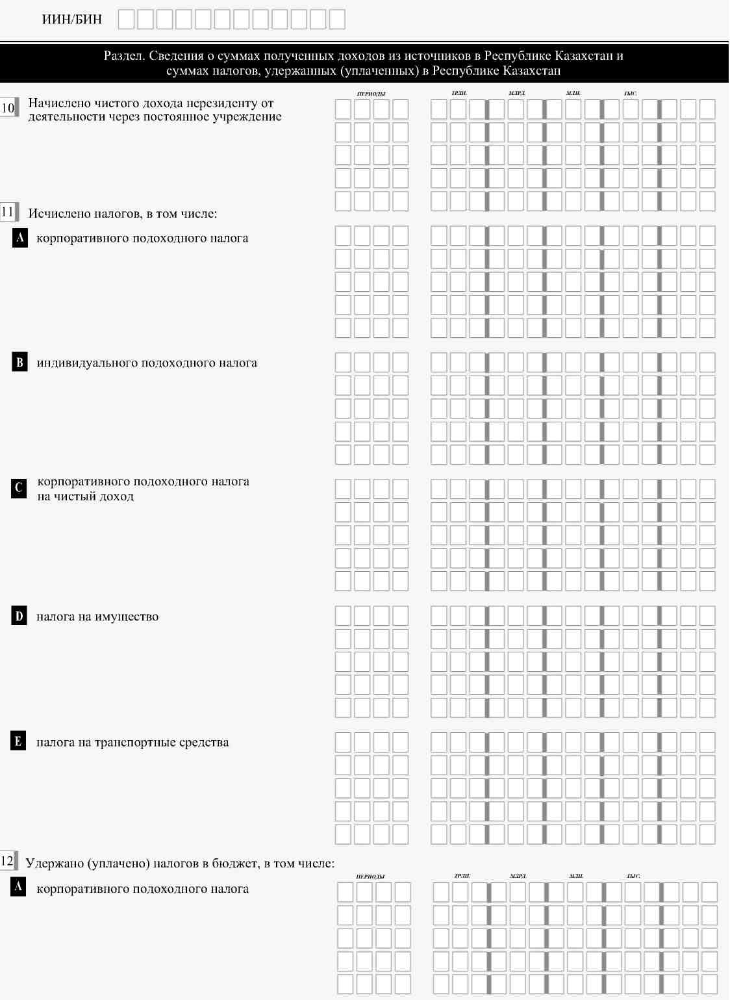 ИИН/БИН
Раздел. Сведения о суммах полученных доходов из источников в Республике Казахстан и
суммах налогов, удержанных (уплаченных) в Республике Казахстан
ПЕРИОДЫ ТРЛН. МЛРД. МЛН. ТЫС.
10 Начислено чистого дохода нерезиденту от
деятельности через постоянное учреждение
11 Исчислено налогов, в том числе:
A корпоративного подоходного налога
B индивидуального подоходного налога
C корпоративного подоходного налога
на чистый доход
D налога на имущество
E налога на транспортные средства
12 Удержано (уплачено) налогов в бюджет, в том числе:
ПЕРИОДЫ ТРЛН. МЛРД. МЛН. ТЫС.
A корпоративного подоходного налога